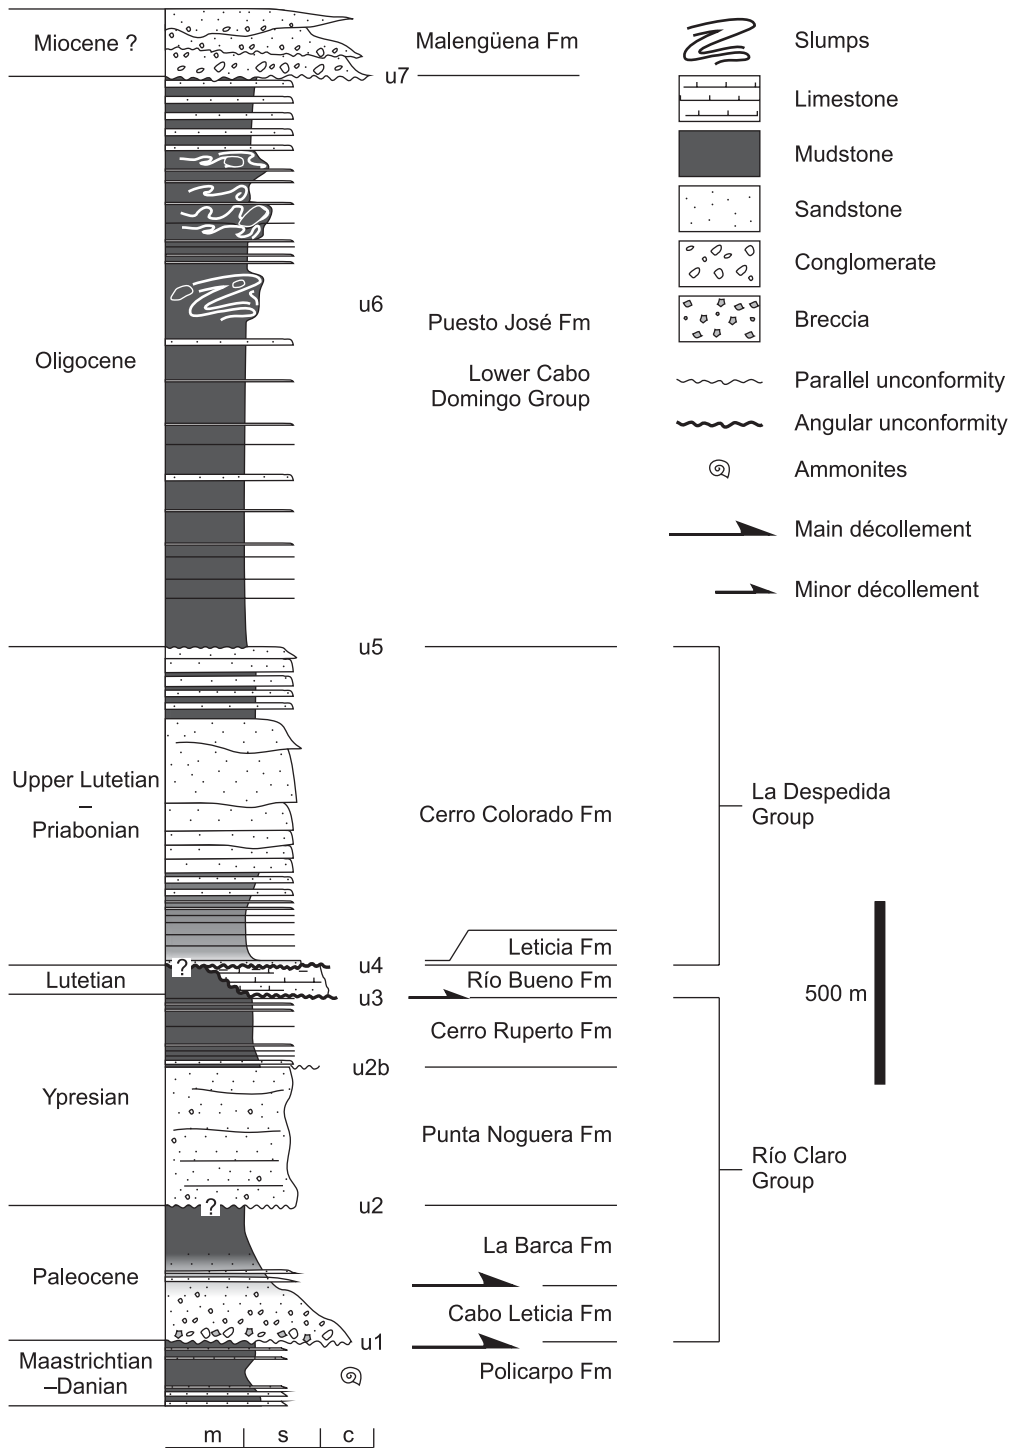 Miocene ?
Malengüena Fm
u7
Oligocene
u6
Puesto José Fm
Lower Cabo
Domingo Group
u5
Upper Lutetian
–
Priabonian
Cerro Colorado Fm
La Despedida
Group
Leticia Fm
?
u4
Lutetian
Río Bueno Fm
u3
Cerro Ruperto Fm
u2b
Ypresian
Punta Noguera Fm
Río Claro
Group
?
u2
La Barca Fm
Paleocene
Cabo Leticia Fm
u1
Maastrichtian
–Danian
Policarpo Fm
m s c
Slumps
Limestone
Mudstone
Sandstone
Conglomerate
Breccia
Parallel unconformity
Angular unconformity
Ammonites
Main décollement
Minor décollement
500 m